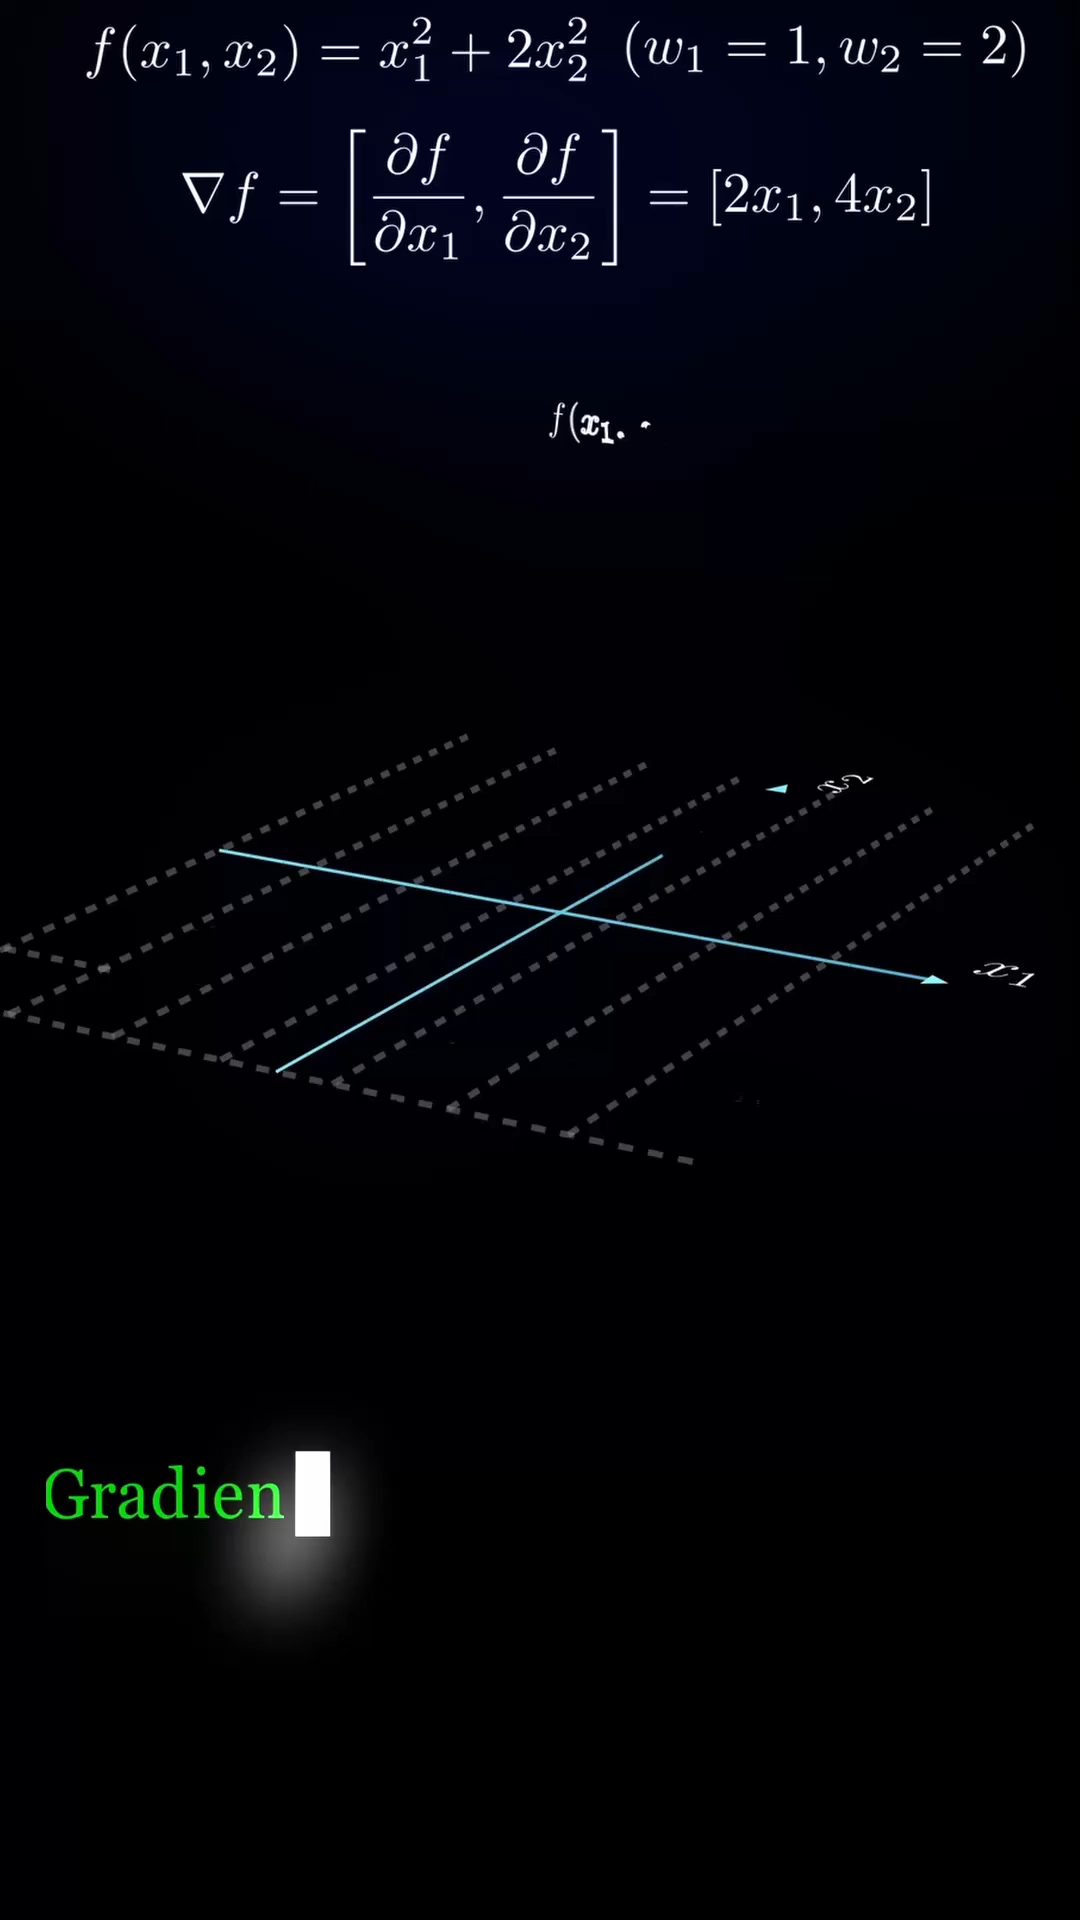 f(x₁, x₂) = x₁² + 2x₂² (w₁ = 1, w₂ = 2)
∇f = [∂f/∂x₁, ∂f/∂x₂] = [2x₁, 4x₂]
f(x₁
x₂
x₁
Gradien